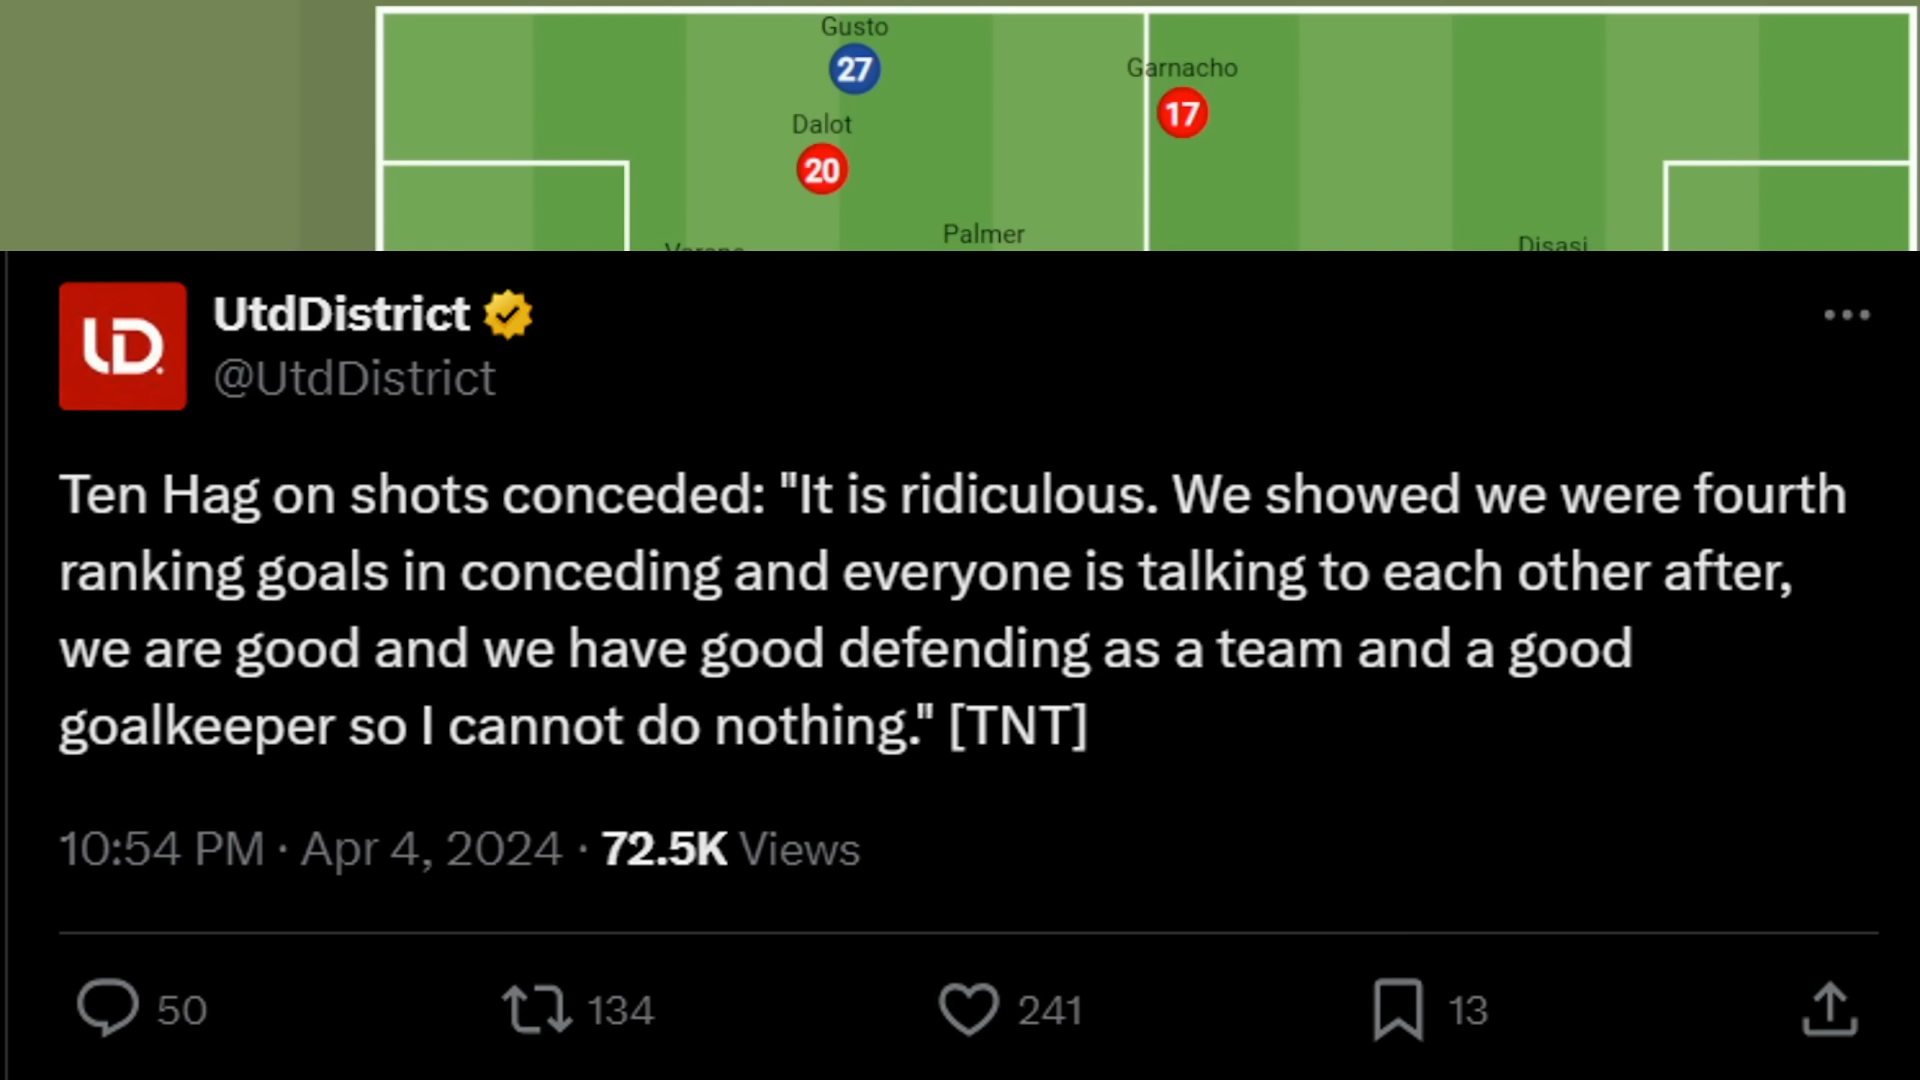 Gusto
27
Garnacho
17
Dalot
20
Palmer
Varane
Disasi
UtdDistrict
@UtdDistrict
Ten Hag on shots conceded: "It is ridiculous. We showed we were fourth
ranking goals in conceding and everyone is talking to each other after,
we are good and we have good defending as a team and a good
goalkeeper so I cannot do nothing." [TNT]
10:54 PM · Apr 4, 2024 · 72.5K Views
50 134 241 13